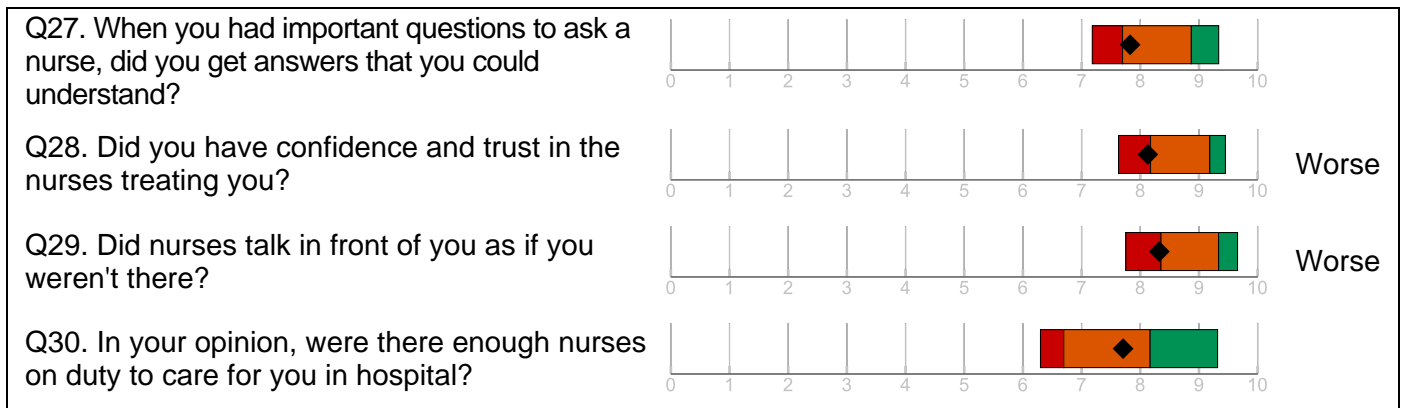 Q27. When you had important questions to ask a
nurse, did you get answers that you could
understand?
0 1 2 3 4 5 6 7 8 9 10
Q28. Did you have confidence and trust in the
nurses treating you?
0 1 2 3 4 5 6 7 8 9 10
Worse
Q29. Did nurses talk in front of you as if you
weren't there?
0 1 2 3 4 5 6 7 8 9 10
Worse
Q30. In your opinion, were there enough nurses
on duty to care for you in hospital?
0 1 2 3 4 5 6 7 8 9 10